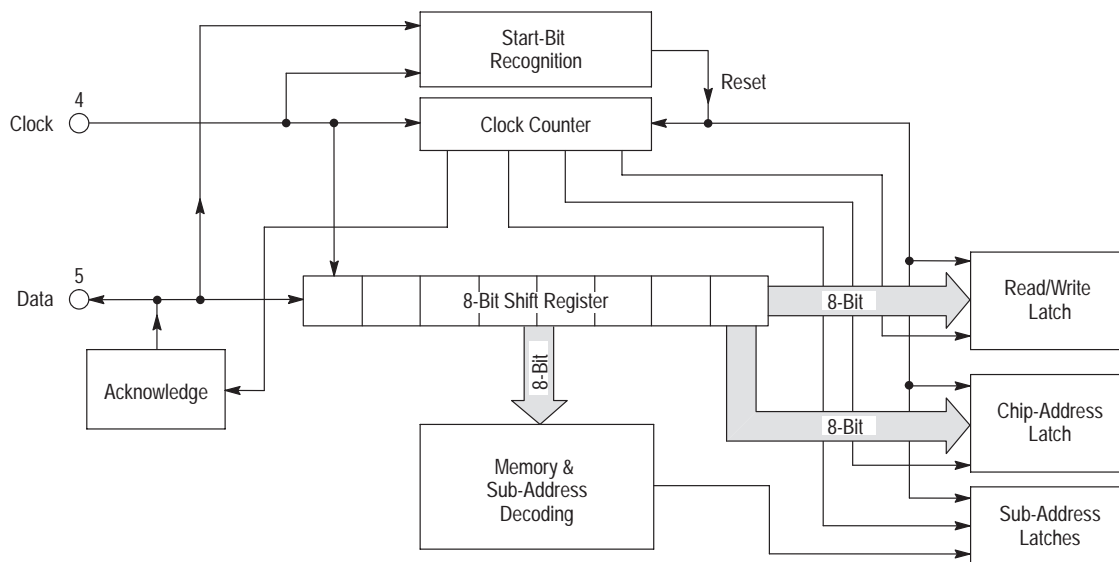 Start-Bit
Recognition
Reset
4
Clock
Clock Counter
5
Data
8-Bit Shift Register
8-Bit
Read/Write
Latch
Acknowledge
8-Bit
8-Bit
Chip-Address
Latch
Memory &
Sub-Address
Decoding
Sub-Address
Latches